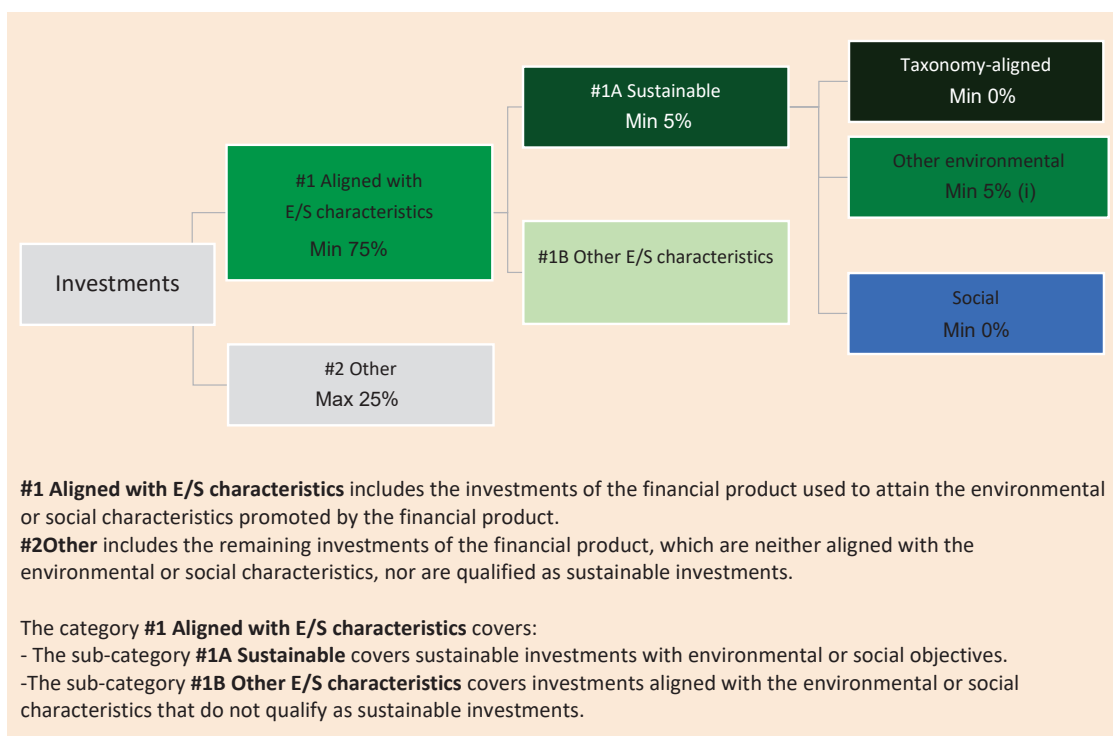 Taxonomy-aligned
Min 0%
#1A Sustainable
Min 5%
Other environmental
Min 5% (i)
#1 Aligned with
E/S characteristics
Min 75%
#1B Other E/S characteristics
Investments
Social
Min 0%
#2 Other
Max 25%
#1 Aligned with E/S characteristics includes the investments of the financial product used to attain the environmental
or social characteristics promoted by the financial product.
#2Other includes the remaining investments of the financial product, which are neither aligned with the
environmental or social characteristics, nor are qualified as sustainable investments.
The category #1 Aligned with E/S characteristics covers:
- The sub-category #1A Sustainable covers sustainable investments with environmental or social objectives.
-The sub-category #1B Other E/S characteristics covers investments aligned with the environmental or social
characteristics that do not qualify as sustainable investments.